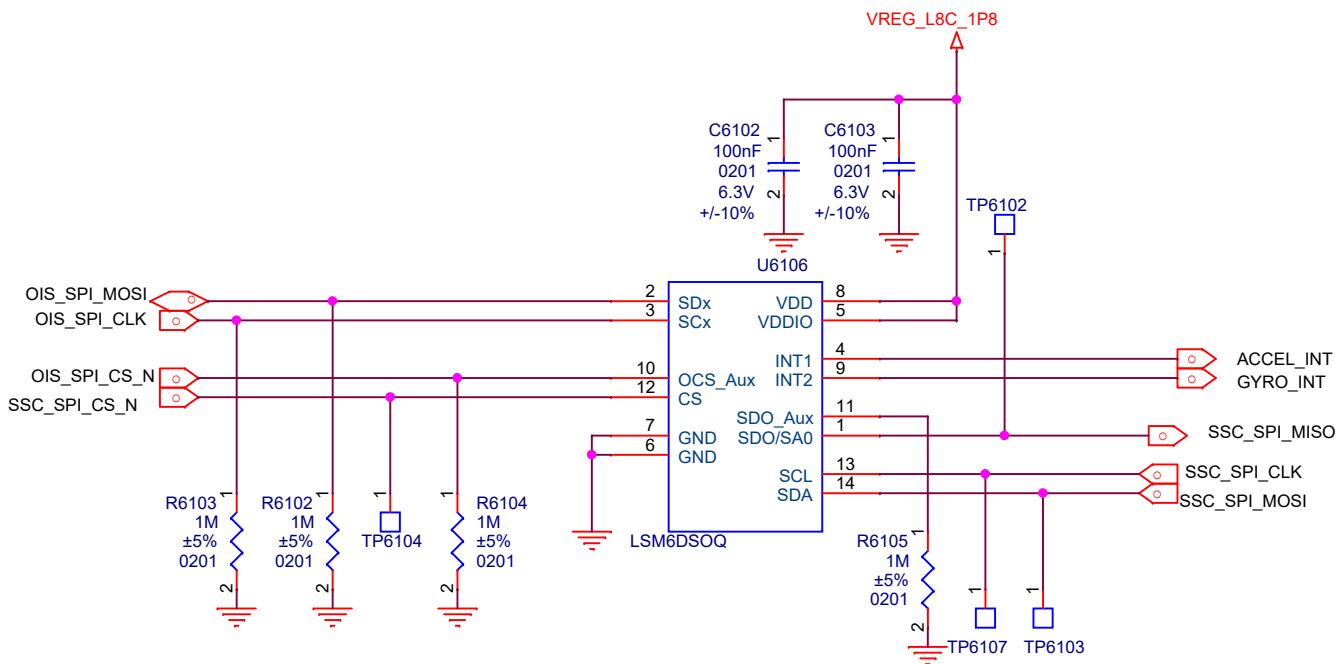 VREG_L8C_1P8
C6102
100nF
0201
6.3V
+/-10%
1
2
C6103
100nF
0201
6.3V
+/-10%
1
2
TP6102
1
U6106
OIS_SPI_MOSI
2
SDx
VDD
8
OIS_SPI_CLK
3
SCx
VDDIO
5
INT1
4
ACCEL_INT
OIS_SPI_CS_N
10
OCS_Aux
INT2
9
GYRO_INT
SSC_SPI_CS_N
12
CS
SDO_Aux
11
7
GND
SDO/SA0
1
SSC_SPI_MISO
6
GND
SCL
13
SSC_SPI_CLK
SDA
14
SSC_SPI_MOSI
LSM6DSOQ
R6103
1M
±5%
0201
1
2
R6102
1M
±5%
0201
1
2
1
TP6104
R6104
1M
±5%
0201
1
2
R6105
1M
±5%
0201
1
2
1
TP6107
1
TP6103